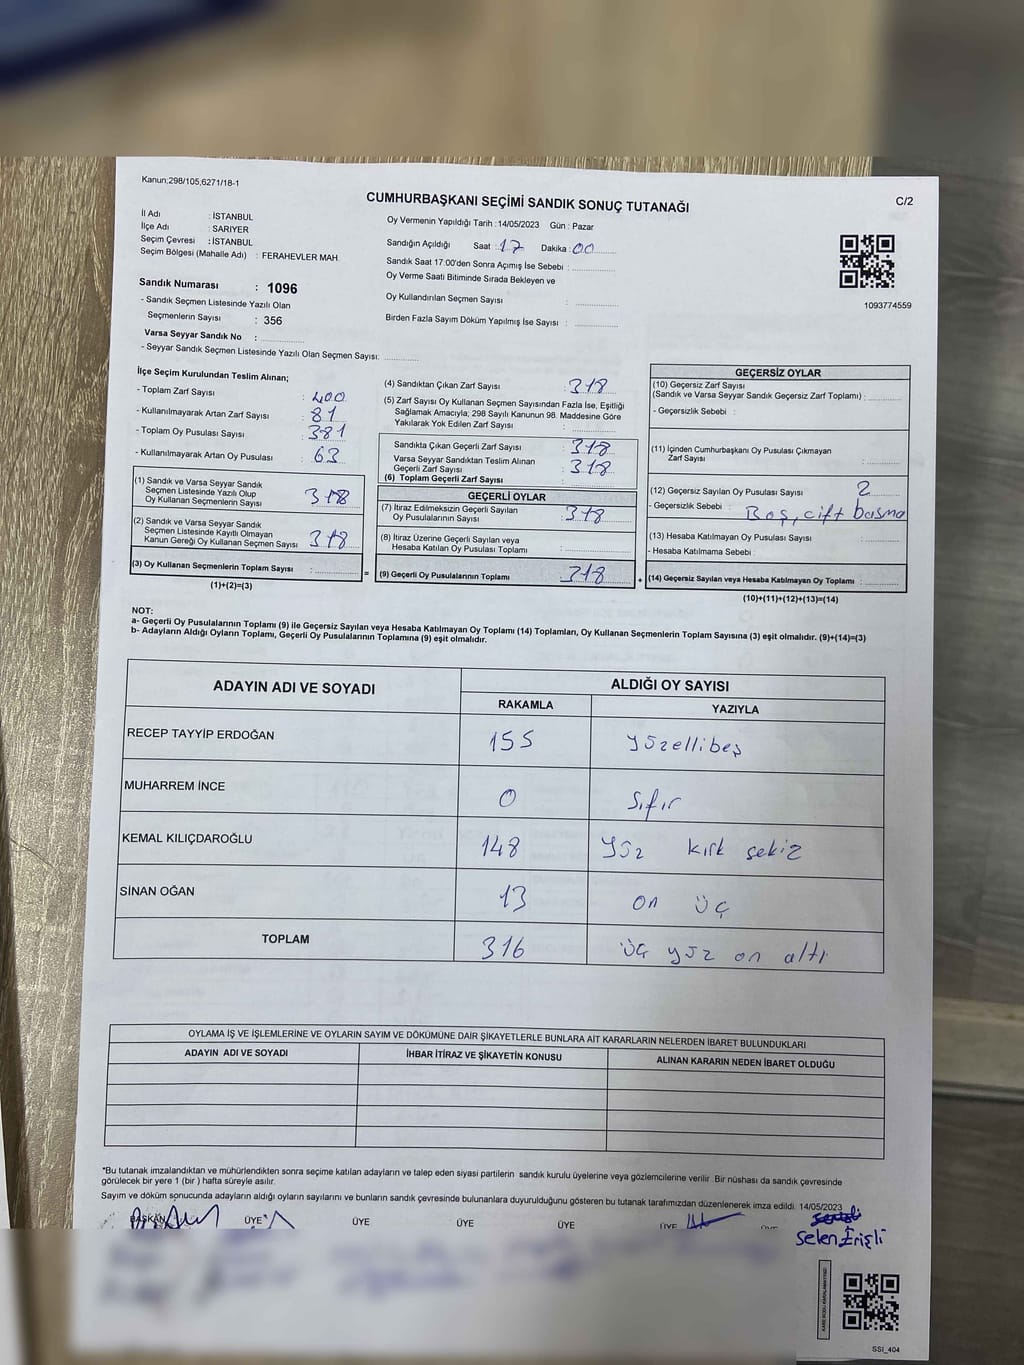 Kanun;298/105,6271/18-1
CUMHURBAŞKANI SEÇİMİ SANDIK SONUÇ TUTANAĞI
C/2
İl Adı : İSTANBUL
İlçe Adı : SARIYER
Seçim Çevresi : İSTANBUL
Seçim Bölgesi (Mahalle Adı) : FERAHEVLER MAH.
Oy Vermenin Yapıldığı Tarih : 14/05/2023 Gün : Pazar
Sandığın Açıldığı Saat : 17 Dakika : 00
Sandık Saat 17:00'den Sonra Açımış İse Sebebi :
Oy Verme Saati Bitiminde Sırada Bekleyen ve
Oy Kullandırılan Seçmen Sayısı :
Birden Fazla Sayım Döküm Yapılmış İse Sayısı :
1093774559
Sandık Numarası : 1096
- Sandık Seçmen Listesinde Yazılı Olan
Seçmenlerin Sayısı : 356
Varsa Seyyar Sandık No :
- Seyyar Sandık Seçmen Listesinde Yazılı Olan Seçmen Sayısı:
İlçe Seçim Kurulundan Teslim Alınan;
- Toplam Zarf Sayısı : 400
- Kullanılmayarak Artan Zarf Sayısı : 81
- Toplam Oy Pusulası Sayısı : 381
- Kullanılmayarak Artan Oy Pusulası : 63
(1) Sandık ve Varsa Seyyar Sandık
Seçmen Listesinde Yazılı Olup
Oy Kullanan Seçmenlerin Sayısı : 318
(2) Sandık ve Varsa Seyyar Sandık
Seçmen Listesinde Kayıtlı Olmayan
Kanun Gereği Oy Kullanan Seçmen Sayısı : 318
(3) Oy Kullanan Seçmenlerin Toplam Sayısı :
(1)+(2)=(3)
(4) Sandıktan Çıkan Zarf Sayısı : 318
(5) Zarf Sayısı Oy Kullanan Seçmen Sayısından Fazla İse, Eşitliği
Sağlamak Amacıyla; 298 Sayılı Kanunun 98. Maddesine Göre
Yakılarak Yok Edilen Zarf Sayısı :
Sandıkta Çıkan Geçerli Zarf Sayısı : 318
Varsa Seyyar Sandıktan Teslim Alınan
Geçerli Zarf Sayısı : 318
(6) Toplam Geçerli Zarf Sayısı :
GEÇERLİ OYLAR
(7) İtiraz Edilmeksizin Geçerli Sayılan
Oy Pusulalarının Sayısı : 318
(8) İtiraz Üzerine Geçerli Sayılan veya
Hesaba Katılan Oy Pusulası Toplamı :
= (9) Geçerli Oy Pusulalarının Toplamı 318 +
GEÇERSİZ OYLAR
(10) Geçersiz Zarf Sayısı
(Sandık ve Varsa Seyyar Sandık Geçersiz Zarf Toplamı) :
- Geçersizlik Sebebi :
(11) İçinden Cumhurbaşkanı Oy Pusulası Çıkmayan
Zarf Sayısı :
(12) Geçersiz Sayılan Oy Pusulası Sayısı : 2
- Geçersizlik Sebebi : Boş, çift basma
(13) Hesaba Katılmayan Oy Pusulası Sayısı :
- Hesaba Katılmama Sebebi :
(14) Geçersiz Sayılan veya Hesaba Katılmayan Oy Toplamı :
(10)+(11)+(12)+(13)=(14)
NOT:
a- Geçerli Oy Pusulalarının Toplamı (9) ile Geçersiz Sayılan veya Hesaba Katılmayan Oy Toplamı (14) Toplamları, Oy Kullanan Seçmenlerin Toplam Sayısına (3) eşit olmalıdır. (9)+(14)=(3)
b- Adayların Aldığı Oyların Toplamı, Geçerli Oy Pusulalarının Toplamına (9) eşit olmalıdır.
ADAYIN ADI VE SOYADI
ALDIĞI OY SAYISI
RAKAMLA YAZIYLA
RECEP TAYYİP ERDOĞAN 155 yüzellibeş
MUHARREM İNCE 0 sıfır
KEMAL KILIÇDAROĞLU 148 yüz kırk sekiz
SİNAN OĞAN 13 on üç
TOPLAM 316 üç yüz on altı
OYLAMA İŞ VE İŞLEMLERİNE VE OYLARIN SAYIM VE DÖKÜMÜNE DAİR ŞİKAYETLERLE BUNLARA AİT KARARLARIN NELERDEN İBARET BULUNDUKLARI
ADAYIN ADI VE SOYADI İHBAR İTİRAZ VE ŞİKAYETİN KONUSU ALINAN KARARIN NEDEN İBARET OLDUĞU
*Bu tutanak imzalandıktan ve mühürlendikten sonra seçime katılan adayların ve talep eden siyasi partilerin sandık kurulu üyelerine veya gözlemcilerine verilir. Bir nüshası da sandık çevresinde
görülecek bir yere 1 (bir ) hafta süreyle asılır.
Sayım ve döküm sonucunda adayların aldığı oyların sayılarını ve bunların sandık çevresinde bulunanlara duyurulduğunu gösteren bu tutanak tarafımızdan düzenlenerek imza edildi. 14/05/2023
BAŞKAN ÜYE ÜYE ÜYE ÜYE ÜYE ÜYE
Selen Erişli
SSI_404